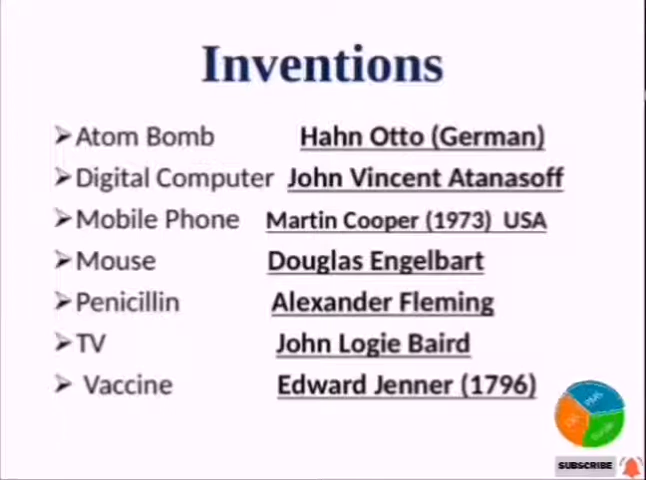 Inventions
➢Atom Bomb Hahn Otto (German)
➢Digital Computer John Vincent Atanasoff
➢Mobile Phone Martin Cooper (1973) USA
➢Mouse Douglas Engelbart
➢Penicillin Alexander Fleming
➢TV John Logie Baird
➢ Vaccine Edward Jenner (1796)
PMS
SUBSCRIBE